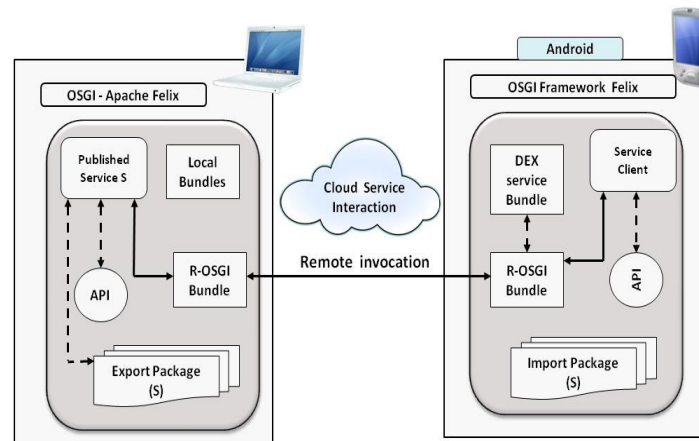 Android
OSGI - Apache Felix
OSGI Framework Felix
Published
Service S
Local
Bundles
Cloud Service
Interaction
DEX
service
Bundle
Service
Client
API
R-OSGI
Bundle
Remote invocation
R-OSGI
Bundle
API
Export Package
(S)
Import Package
(S)